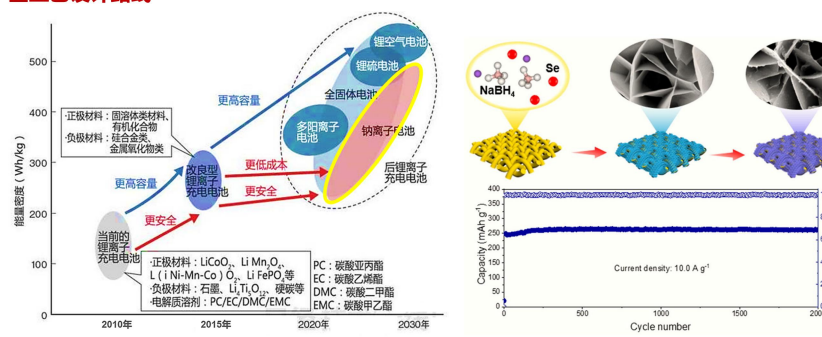 能量密度（Wh/kg）
500
400
300
200
100
0
2010年
2015年
2020年
2030年
锂空气电池
锂硫电池
全固体电池
多阳离子
电池
钠离子电池
后锂离子
充电电池
更高容量
·正极材料：固溶体类材料、
有机化合物
·负极材料：硅合金类、
金属氧化物类
改良型
锂离子
充电电池
更低成本
更安全
更高容量
更安全
当前的
锂离子
充电电池
·正极材料：LiCoO₂、Li Mn₂O₄、
L（i Ni-Mn-Co）O₂、Li FePO₄等
·负极材料：石墨、Li₄Ti₅O₁₂、硬碳等
·电解质溶剂：PC/EC/DMC/EMC
PC：碳酸亚丙酯
EC：碳酸乙烯酯
DMC：碳酸二甲酯
EMC：碳酸甲乙酯
Se
NaBH₄
Capacity (mAh g⁻¹)
400
350
300
250
200
150
100
50
0
Current density: 10.0 A g⁻¹
0
500
1000
1500
200
Cycle number